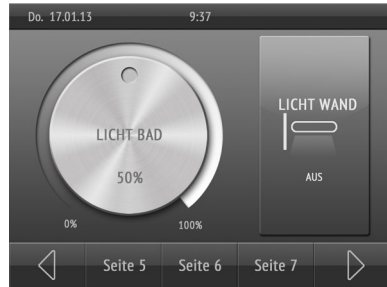 Do. 17.01.13 9:37
LICHT BAD
50%
0% 100%
LICHT WAND
AUS
Seite 5 Seite 6 Seite 7